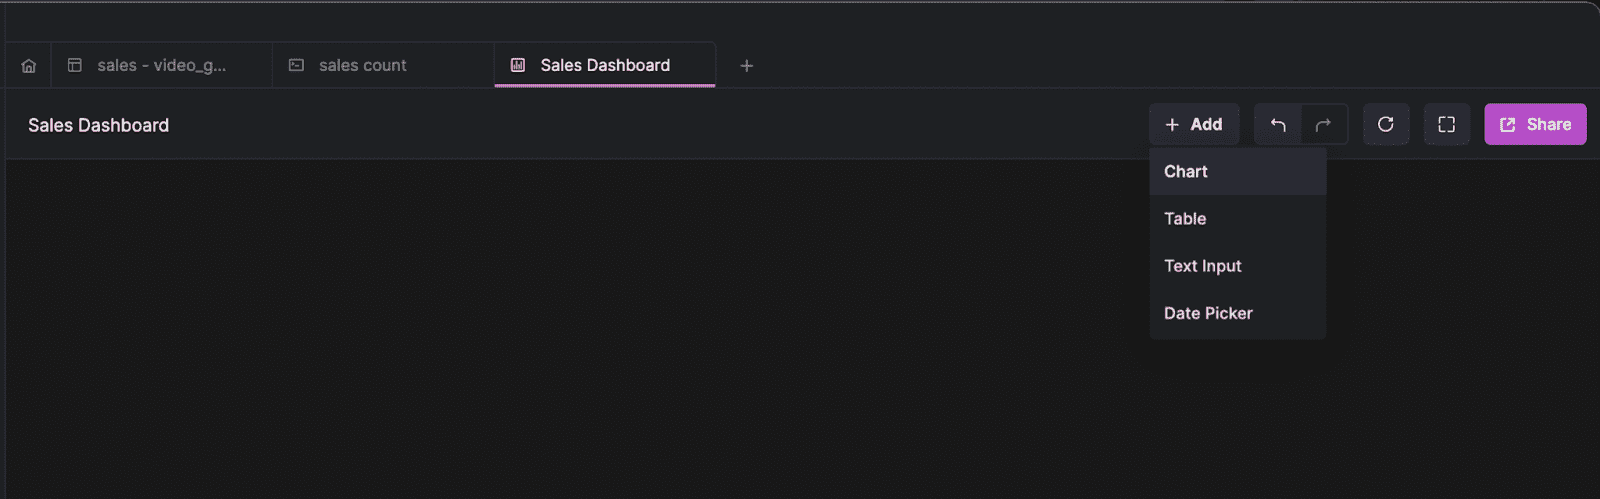 sales - video_g...
sales count
Sales Dashboard
Sales Dashboard
Add
Share
Chart
Table
Text Input
Date Picker